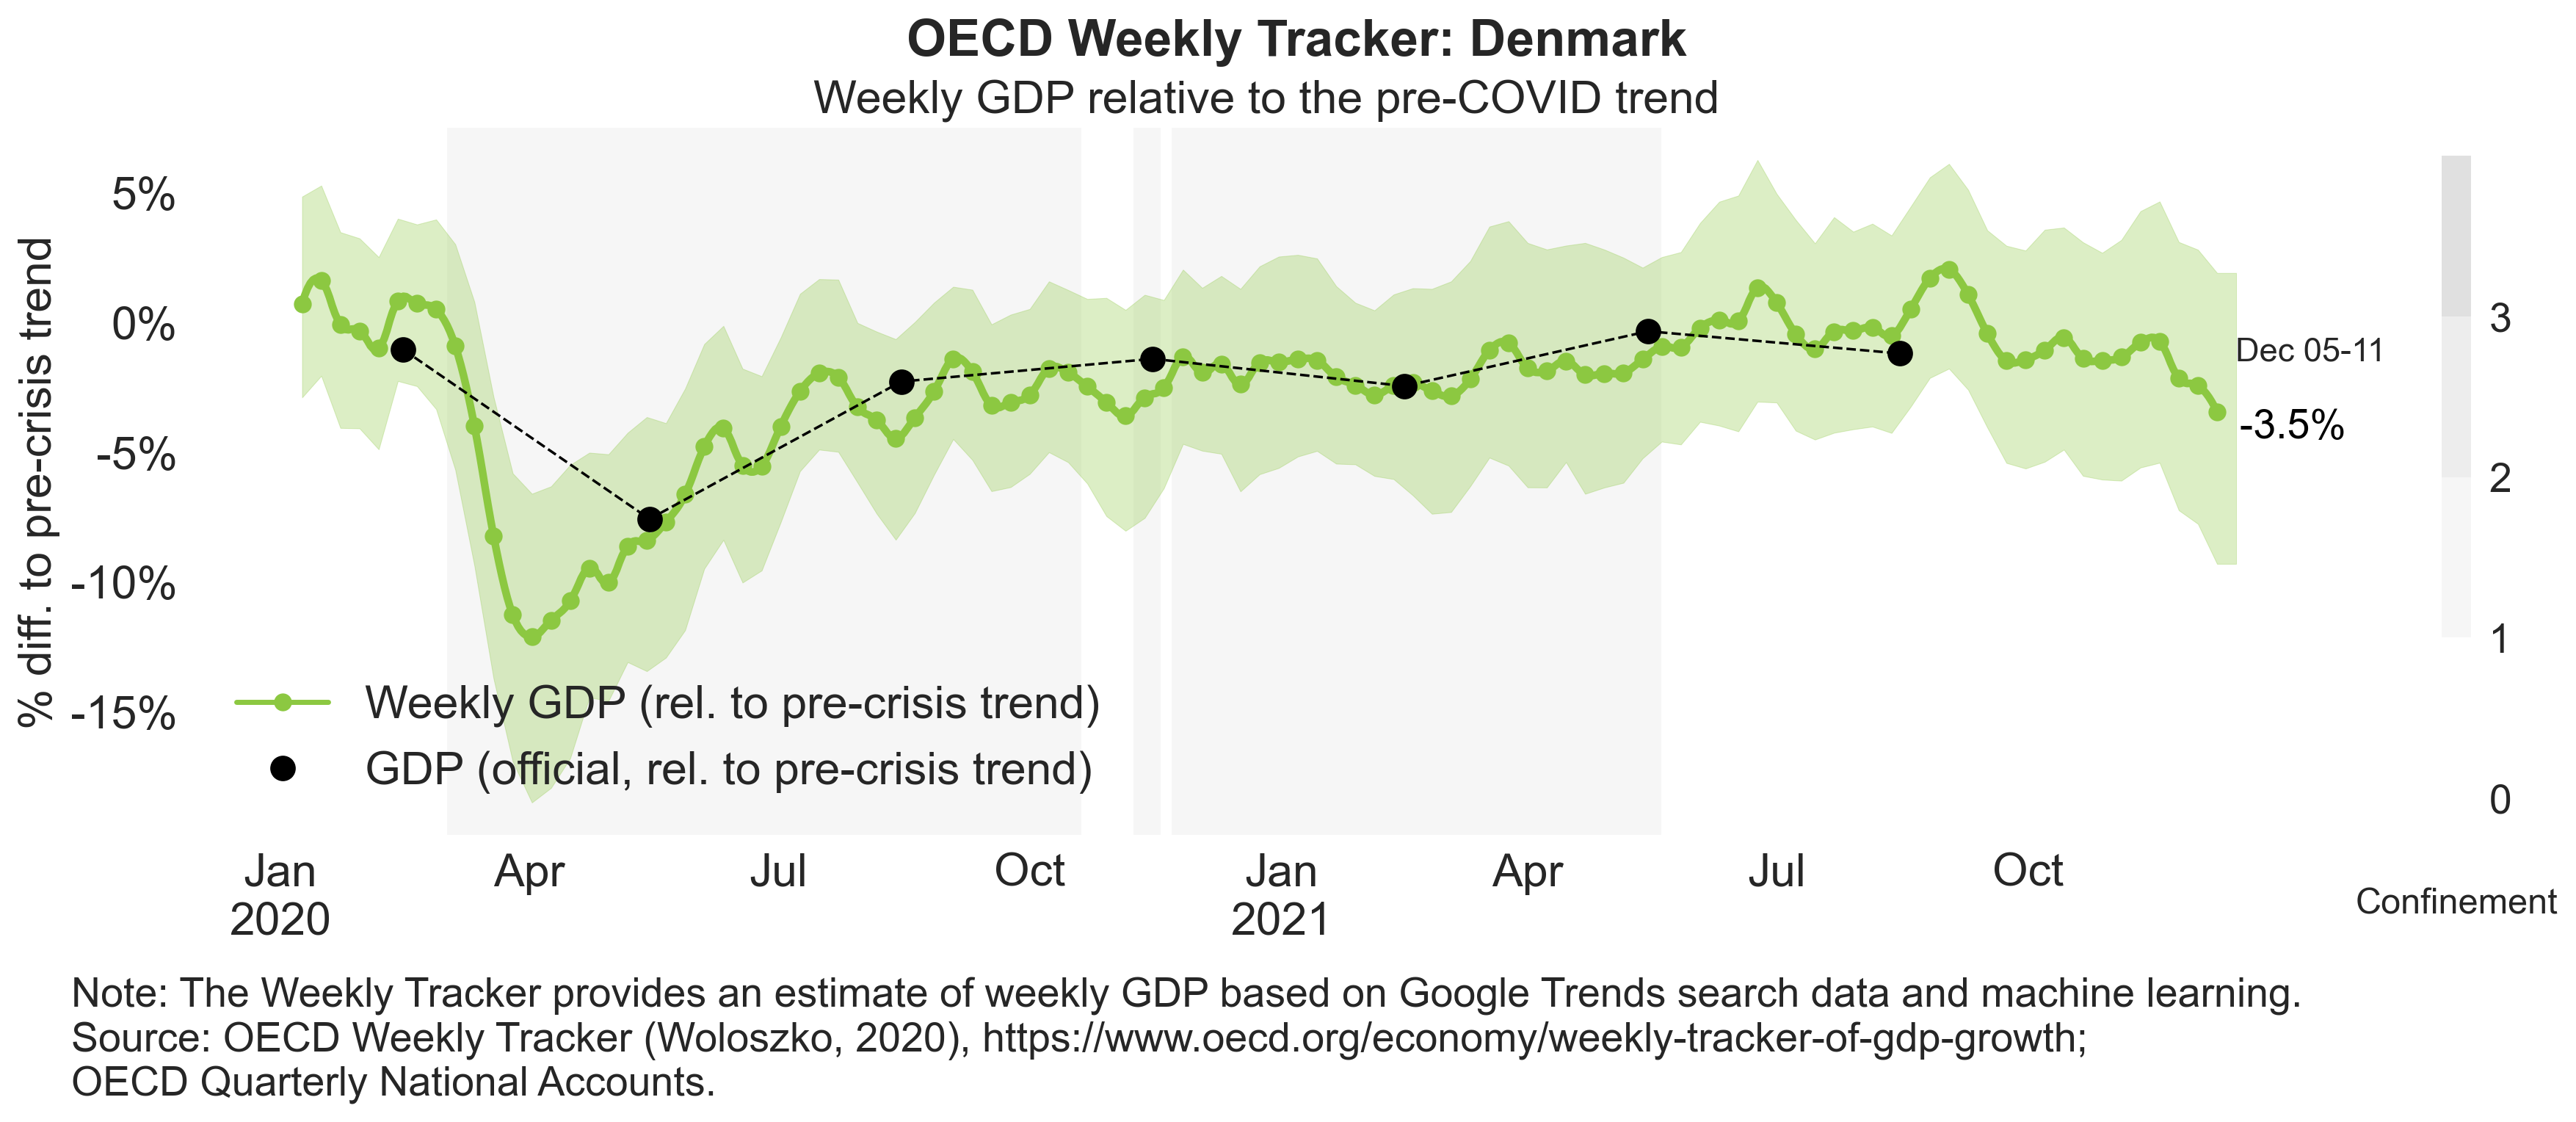 OECD Weekly Tracker: Denmark
Weekly GDP relative to the pre-COVID trend
% diff. to pre-crisis trend
5%
0%
-5%
-10%
-15%
Dec 05-11
-3.5%
3
2
1
0
Confinement
Weekly GDP (rel. to pre-crisis trend)
GDP (official, rel. to pre-crisis trend)
Jan Apr Jul Oct Jan Apr Jul Oct
2020 2021
Note: The Weekly Tracker provides an estimate of weekly GDP based on Google Trends search data and machine learning.
Source: OECD Weekly Tracker (Woloszko, 2020), https://www.oecd.org/economy/weekly-tracker-of-gdp-growth;
OECD Quarterly National Accounts.